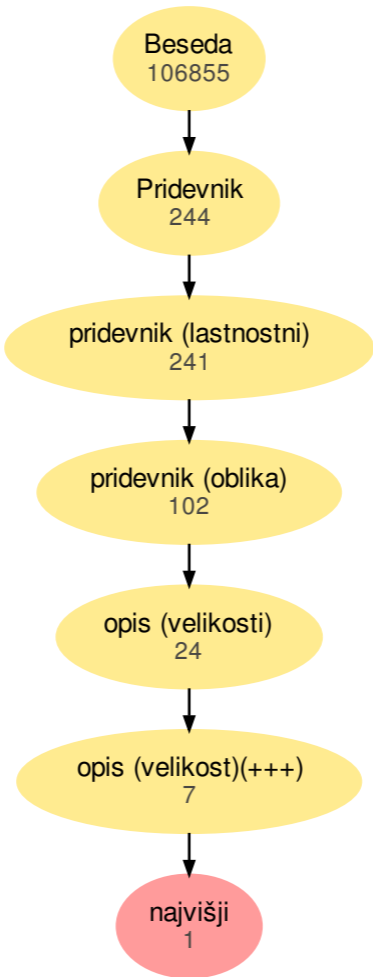 Beseda
106855
Pridevnik
244
pridevnik (lastnostni)
241
pridevnik (oblika)
102
opis (velikosti)
24
opis (velikost)(+++)
7
najvišji
1